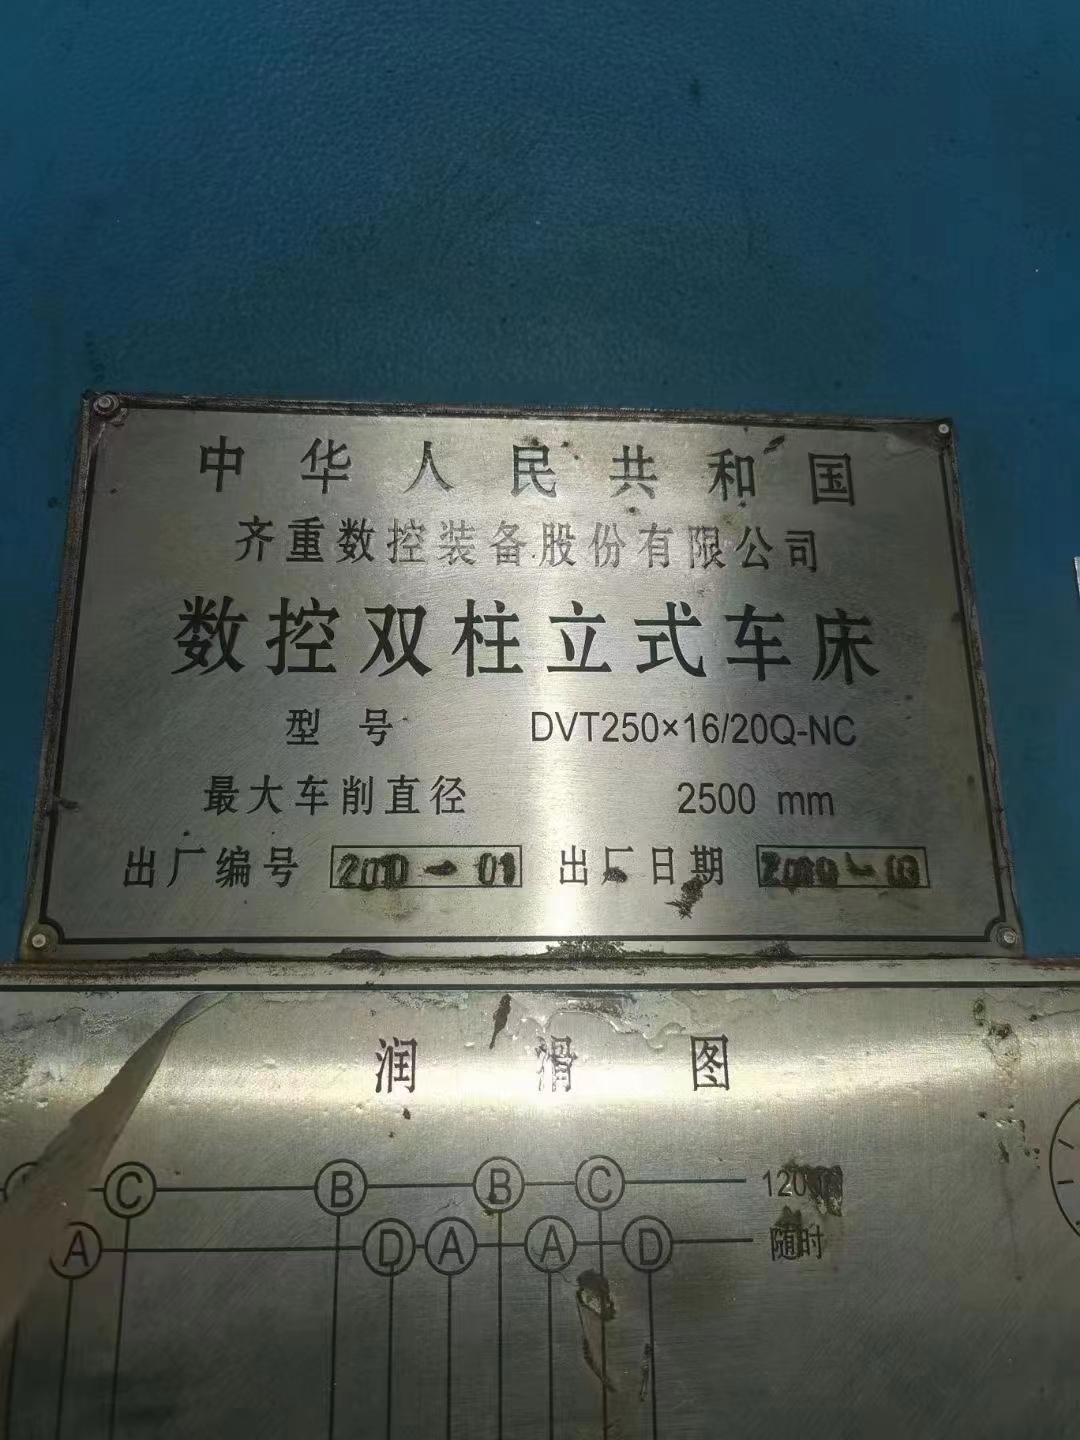 中华人民共和国
齐重数控装备股份有限公司
数控双柱立式车床
型号 DVT250×16/20Q-NC
最大车削直径 2500 mm
出厂编号 2010-01 出厂日期
润滑图
C B B C
A D A A D 随时